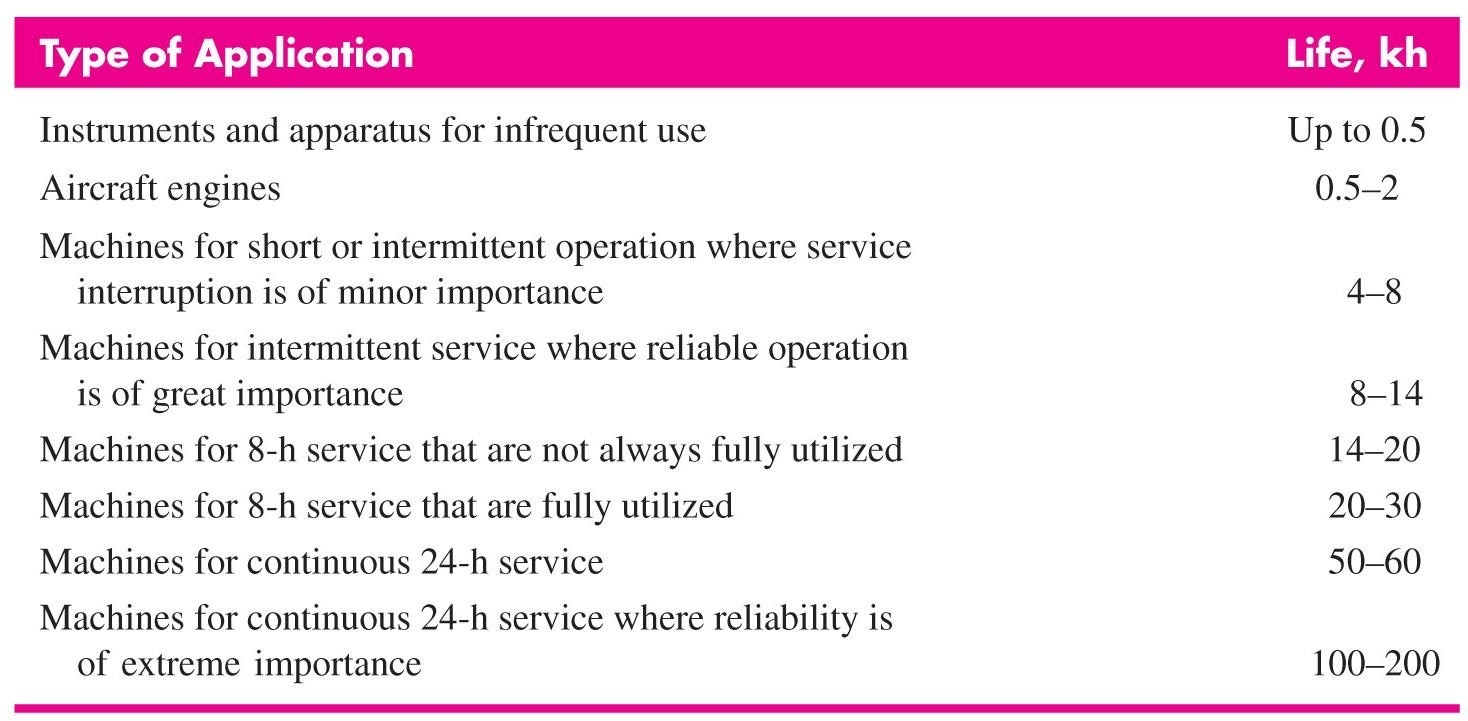 Type of Application Life, kh
Instruments and apparatus for infrequent use Up to 0.5
Aircraft engines 0.5–2
Machines for short or intermittent operation where service
interruption is of minor importance 4–8
Machines for intermittent service where reliable operation
is of great importance 8–14
Machines for 8-h service that are not always fully utilized 14–20
Machines for 8-h service that are fully utilized 20–30
Machines for continuous 24-h service 50–60
Machines for continuous 24-h service where reliability is
of extreme importance 100–200